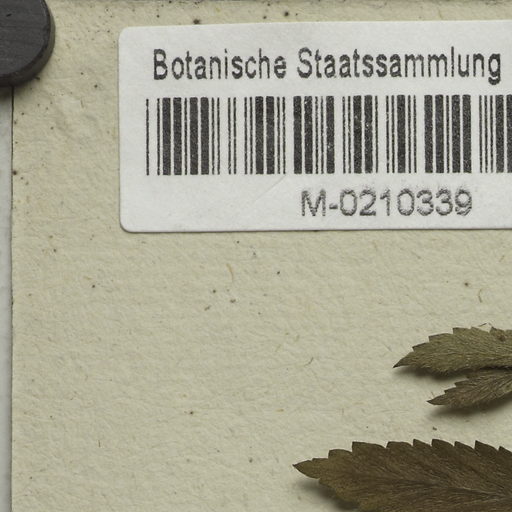 Botanische Staatssammlung
M-0210339